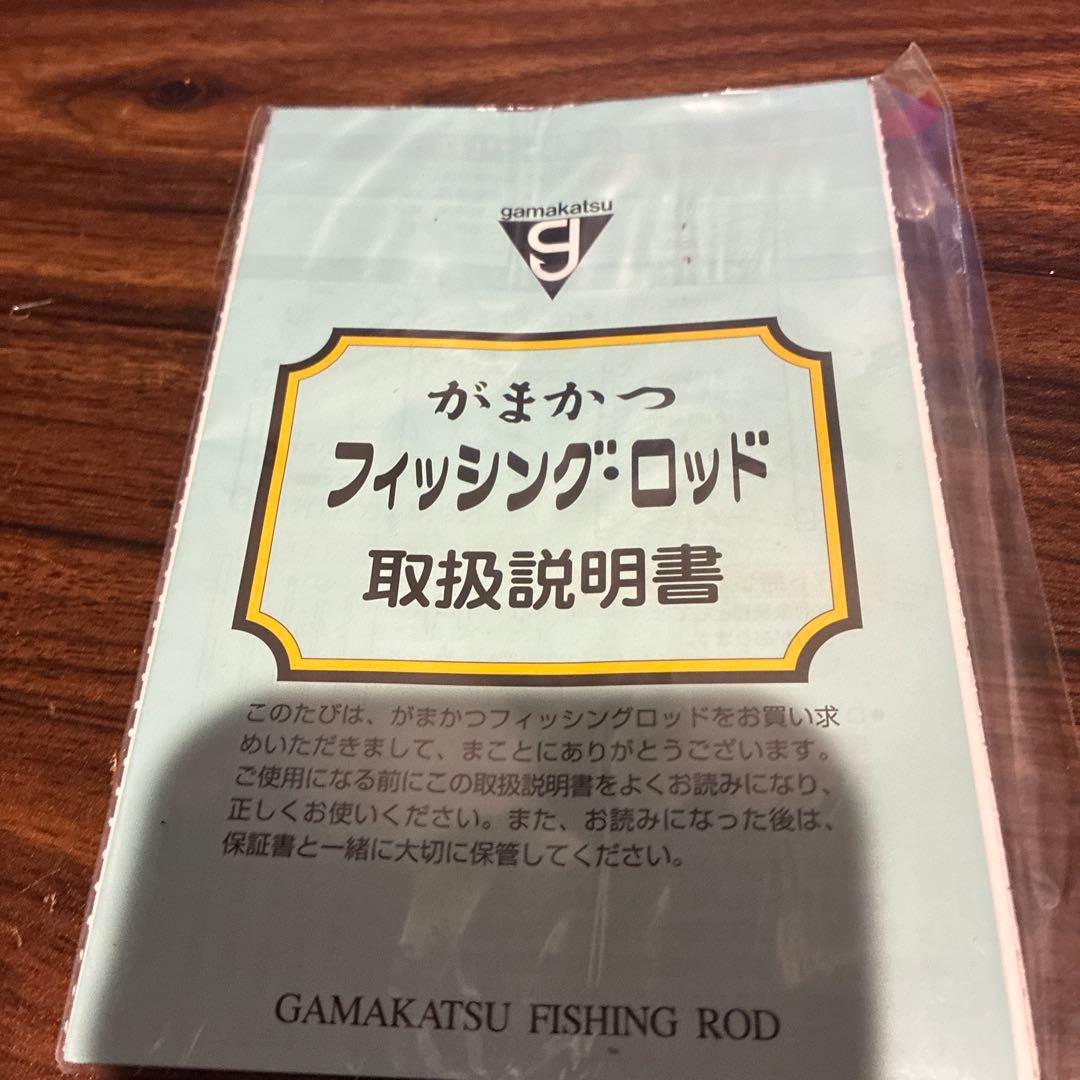 gamakatsu
g
がまかつ
フィッシング・ロッド
取扱説明書
このたびは、がまかつフィッシングロッドをお買い求
めいただきまして、まことにありがとうございます。
ご使用になる前にこの取扱説明書をよくお読みになり、
正しくお使いください。また、お読みになった後は、
保証書と一緒に大切に保管してください。
GAMAKATSU FISHING ROD